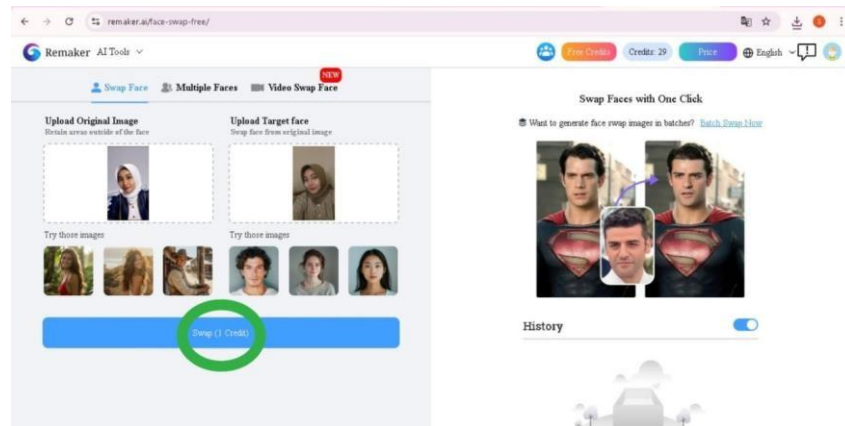 remaker.ai/face-swap-free/
Remaker AI Tools
Free Credits
Credits: 29
Price
English
Swap Face
Multiple Faces
Video Swap Face
NEW
Upload Original Image
Retain areas outside of the face
Upload Target face
Swap face from original image
Try those images
Try those images
Swap (1 Credit)
Swap Faces with One Click
Want to generate face swap images in batches? Batch Swap Now
History